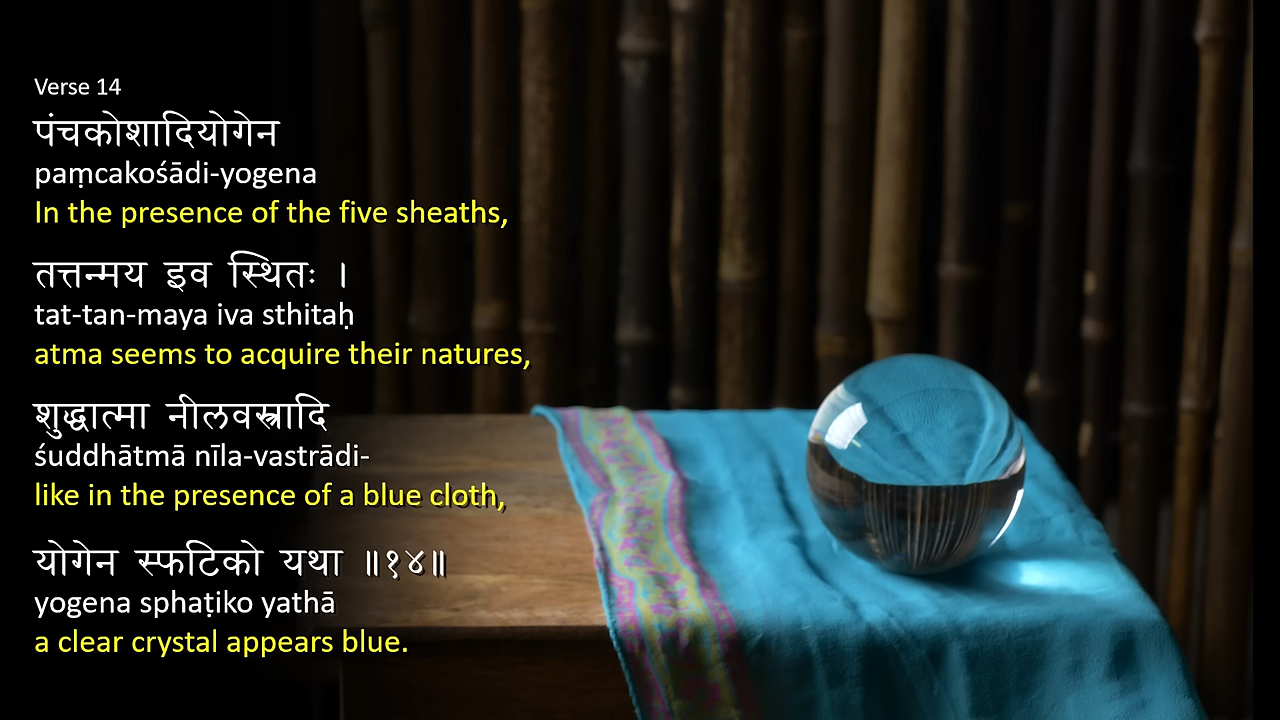 Verse 14
पंचकोशादियोगेन
paṃcakośādi-yogena
In the presence of the five sheaths,
तत्तन्मय इव स्थितः ।
tat-tan-maya iva sthitaḥ
atma seems to acquire their natures,
शुद्धात्मा नीलवस्त्रादि
śuddhātmā nīla-vastrādi-
like in the presence of a blue cloth,
योगेन स्फटिको यथा ॥१४॥
yogena sphaṭiko yathā
a clear crystal appears blue.